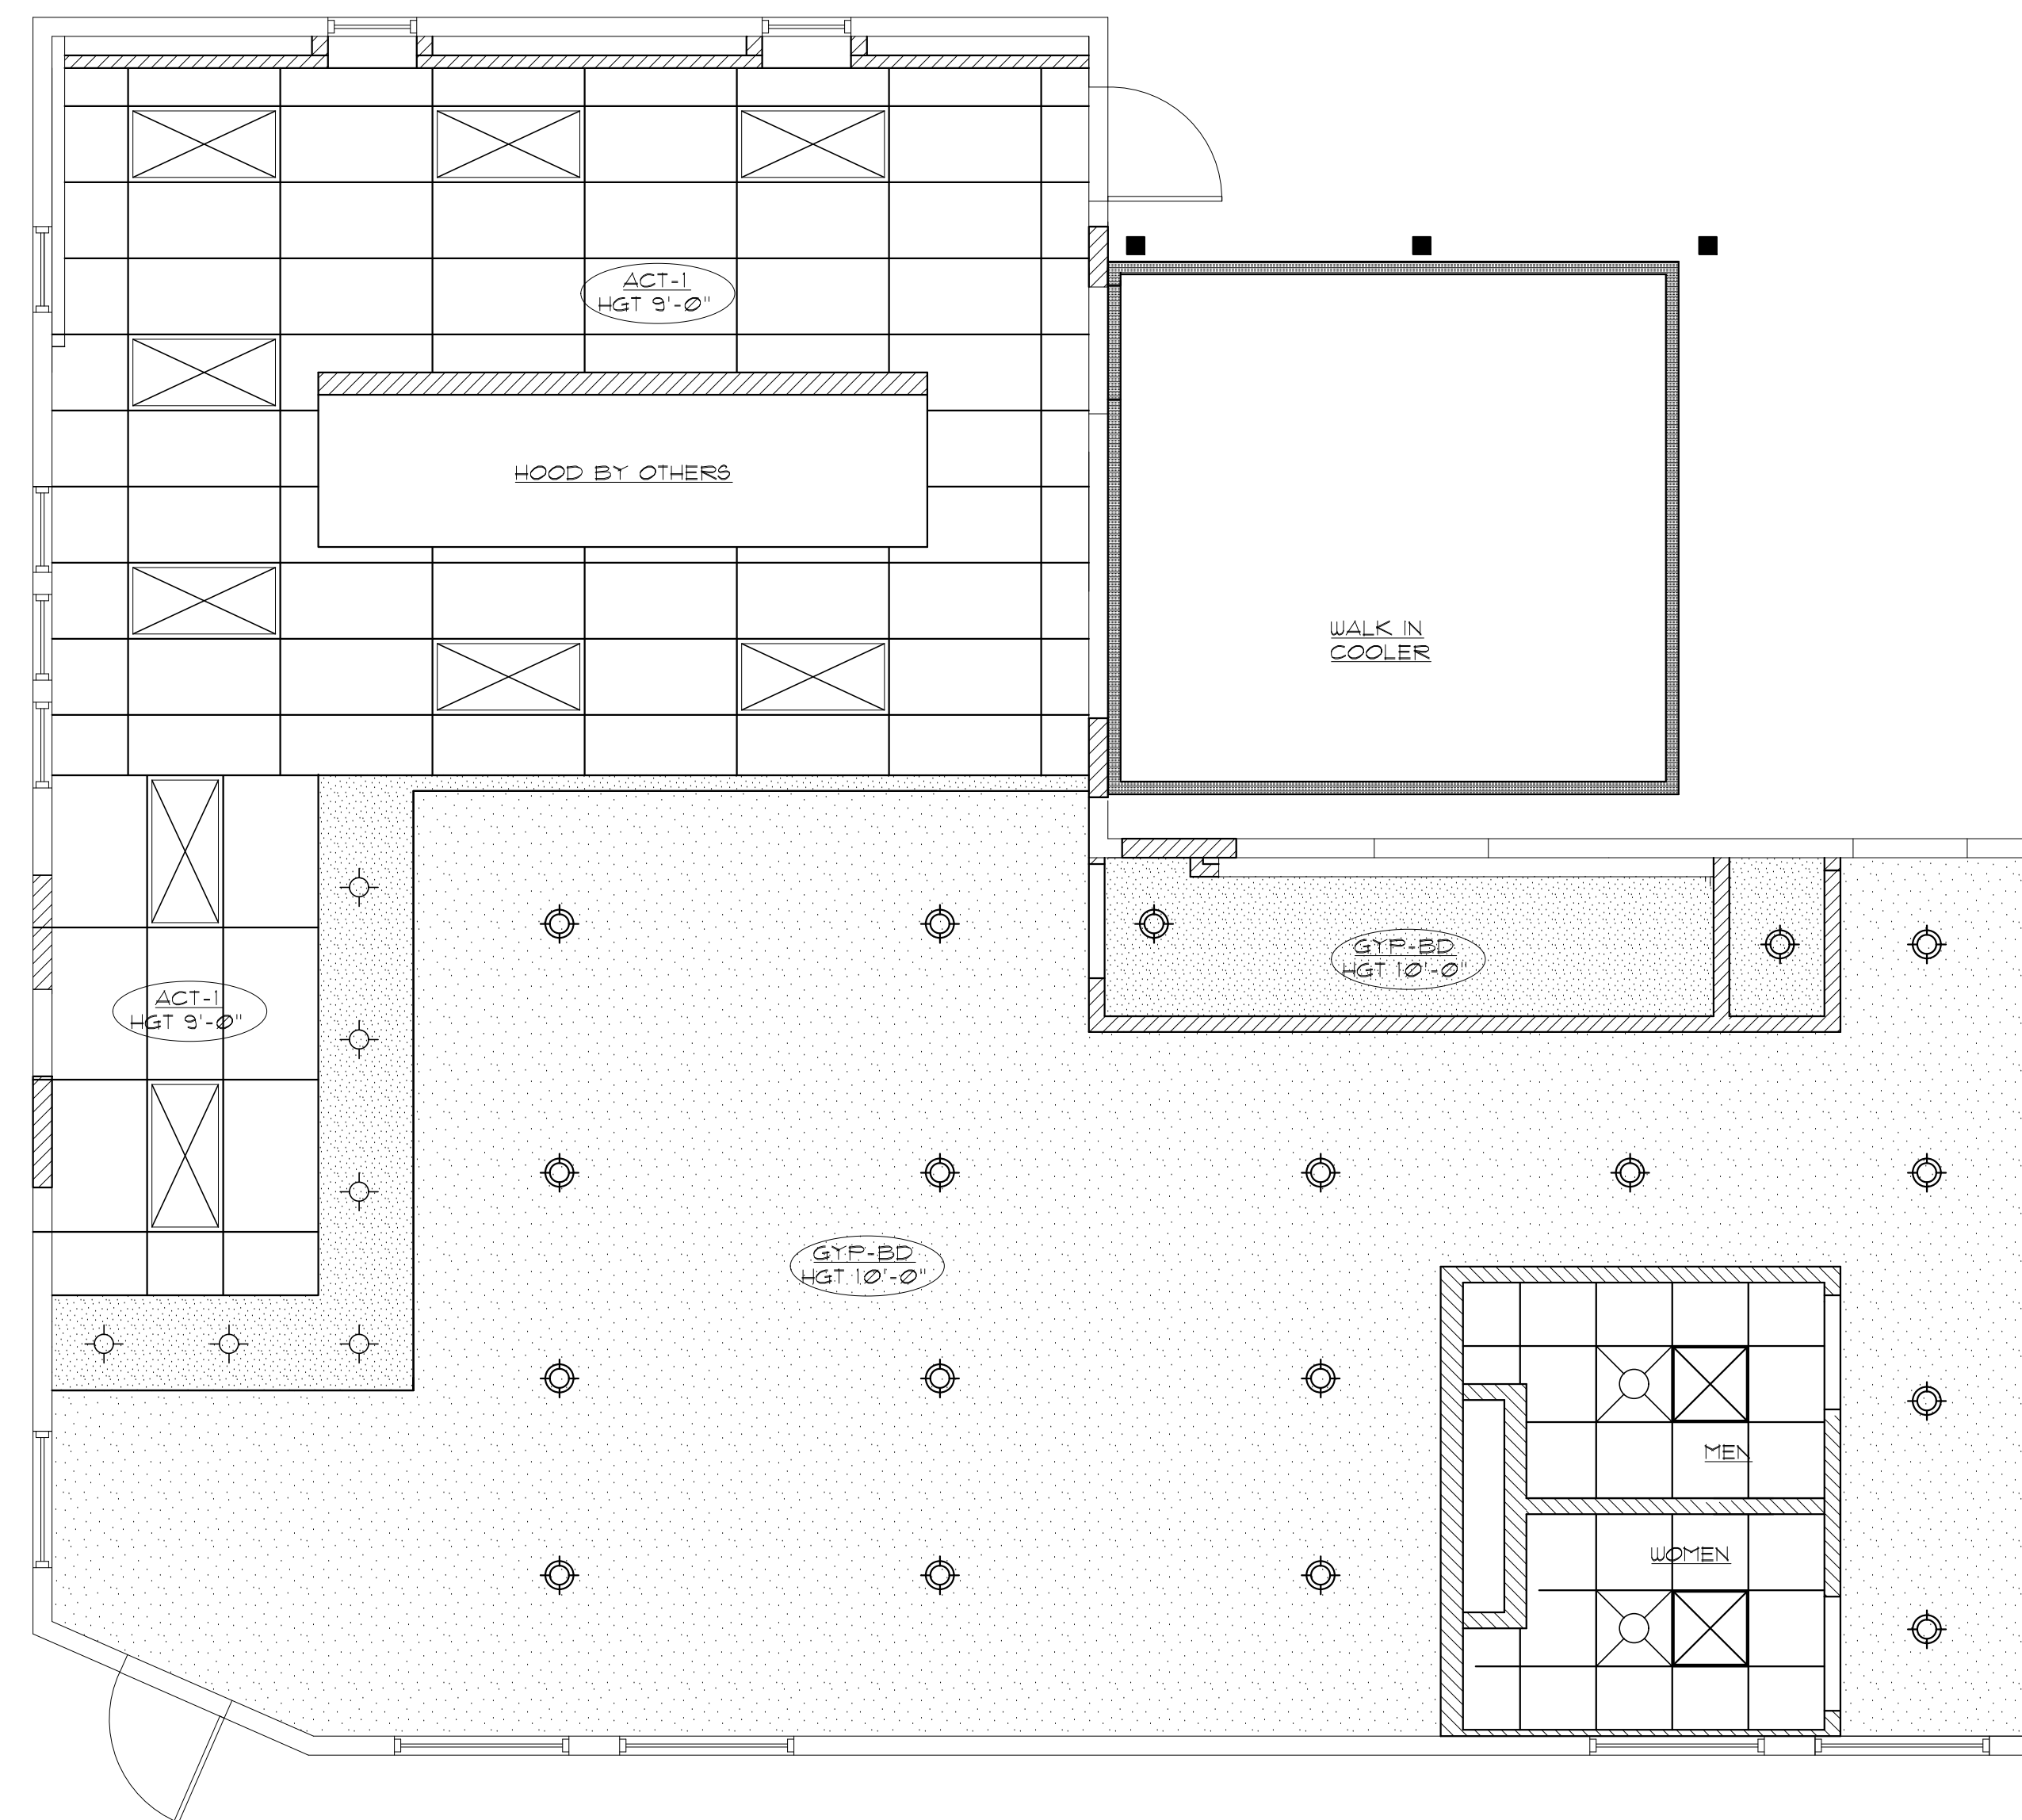 ACT-1
HGT 9'-0"
HOOD BY OTHERS
WALK IN
COOLER
GYP-BD
HGT 10'-0"
ACT-1
HGT 9'-0"
GYP-BD
HGT 10'-0"
MEN
WOMEN